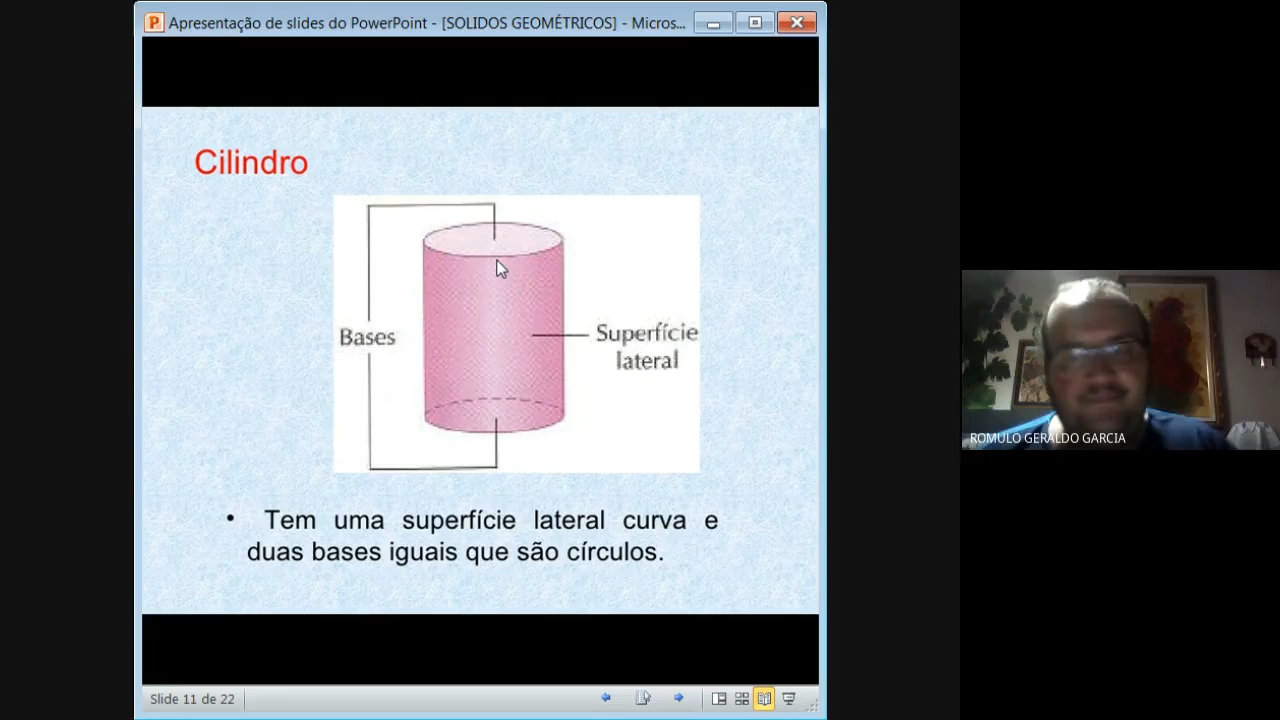 Apresentação de slides do PowerPoint - [SOLIDOS GEOMÉTRICOS] - Micros...
Cilindro
Bases
Superfície
lateral
• Tem uma superfície lateral curva e
duas bases iguais que são círculos.
ROMULO GERALDO GARCIA
Slide 11 de 22